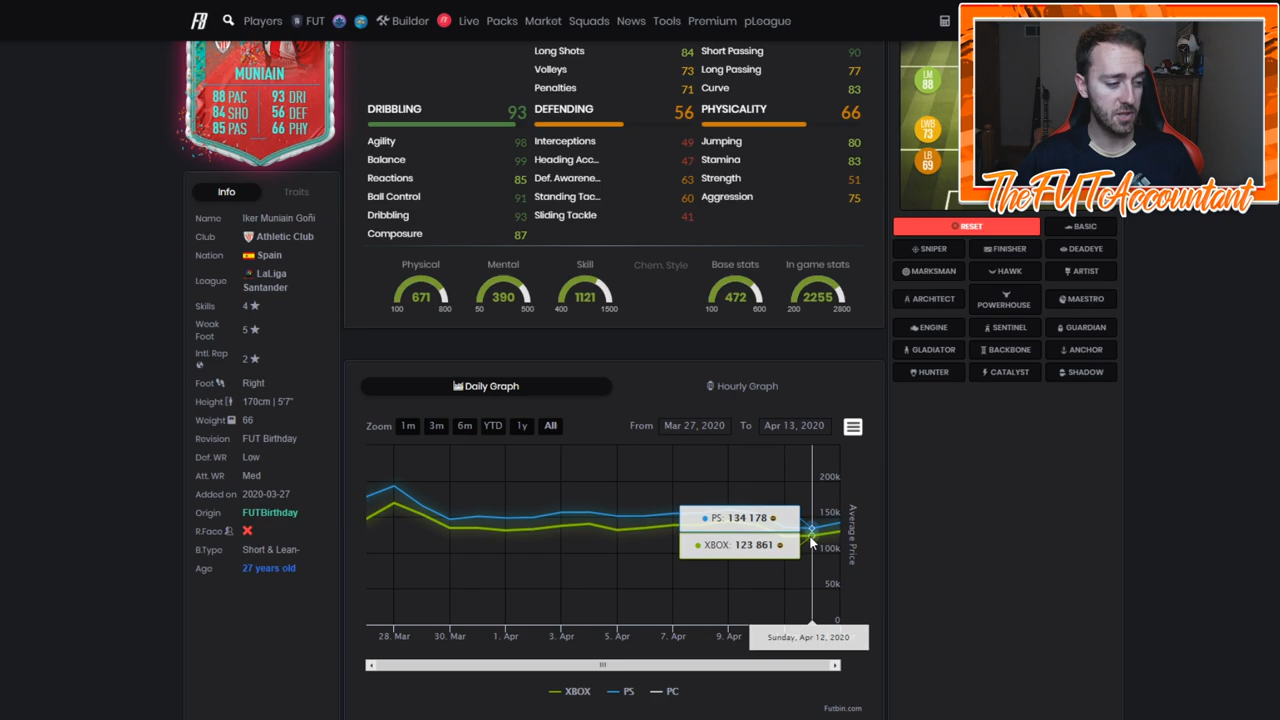 FB Players FUT Builder Live Packs Market Squads News Tools Premium pLeague
MUNIAIN
88 PAC 93 DRI
84 SHO 56 DEF
85 PAS 66 PHY
Long Shots 84
Volleys 73
Penalties 71
Short Passing 90
Long Passing 77
Curve 83
DRIBBLING 93
Agility 98
Balance 99
Reactions 85
Ball Control 91
Dribbling 93
Composure 87
DEFENDING 56
Interceptions 49
Heading Acc... 47
Def. Awarene... 63
Standing Tac... 60
Sliding Tackle 41
PHYSICALITY 66
Jumping 80
Stamina 83
Strength 51
Aggression 75
Physical Mental Skill Chem. Style Base stats In game stats
671 390 1121 472 2255
100 800 50 500 400 1500 100 600 200 2800
Info Traits
Name Iker Muniain Goñi
Club Athletic Club
Nation Spain
League LaLiga
Santander
Skills 4★
Weak
Foot 5★
Intl. Rep 2★
Foot Right
Height 170cm | 5'7"
Weight 66
Revision FUT Birthday
Def. WR Low
Att. WR Med
Added on 2020-03-27
Origin FUTBirthday
R.Face
B.Type Short & Lean-
Age 27 years old
Daily Graph Hourly Graph
Zoom 1m 3m 6m YTD 1y All From Mar 27, 2020 To Apr 13, 2020
200k
150k
100k
50k
0
Average Price
PS: 134 178
XBOX: 123 861
28. Mar 30. Mar 1. Apr 3. Apr 5. Apr 7. Apr 9. Apr
Sunday, Apr 12, 2020
XBOX PS PC
Futbin.com
LM
88
LWB
73
LB
69
TheFUTAccountant
RESET BASIC
SNIPER FINISHER DEADEYE
MARKSMAN HAWK ARTIST
ARCHITECT POWERHOUSE MAESTRO
ENGINE SENTINEL GUARDIAN
GLADIATOR BACKBONE ANCHOR
HUNTER CATALYST SHADOW